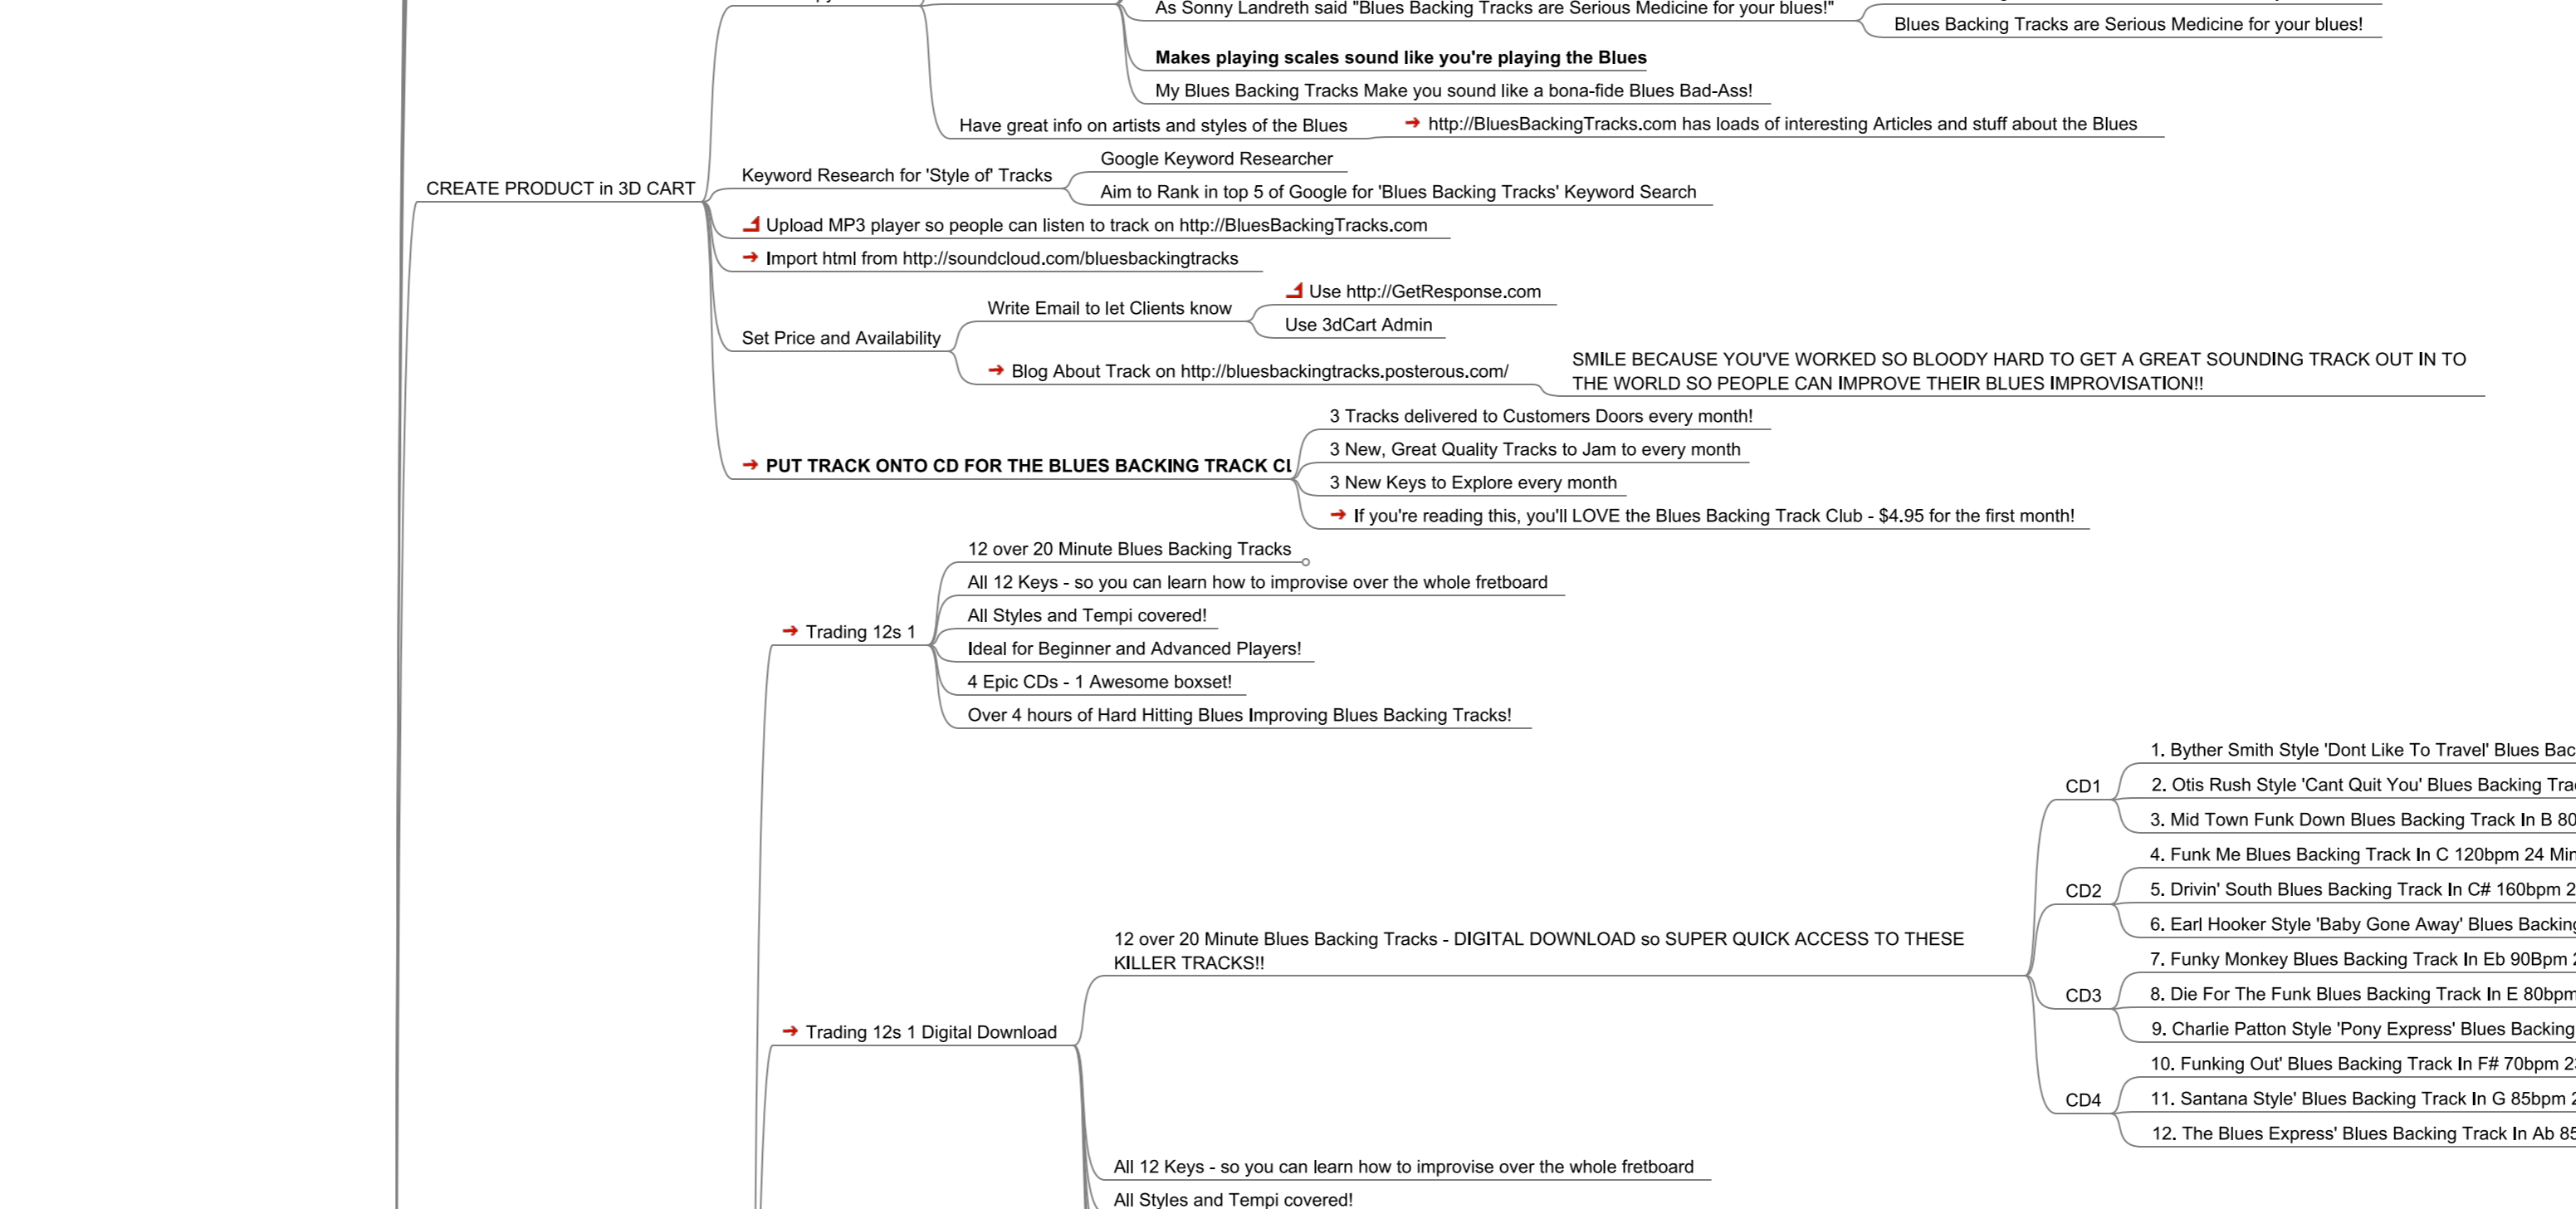 As Sonny Landreth said "Blues Backing Tracks are Serious Medicine for your blues!"
Blues Backing Tracks are Serious Medicine for your blues!
Makes playing scales sound like you're playing the Blues
My Blues Backing Tracks Make you sound like a bona-fide Blues Bad-Ass!
Have great info on artists and styles of the Blues
http://BluesBackingTracks.com has loads of interesting Articles and stuff about the Blues
CREATE PRODUCT in 3D CART
Keyword Research for 'Style of' Tracks
Google Keyword Researcher
Aim to Rank in top 5 of Google for 'Blues Backing Tracks' Keyword Search
Upload MP3 player so people can listen to track on http://BluesBackingTracks.com
Import html from http://soundcloud.com/bluesbackingtracks
Set Price and Availability
Write Email to let Clients know
Use http://GetResponse.com
Use 3dCart Admin
Blog About Track on http://bluesbackingtracks.posterous.com/
SMILE BECAUSE YOU'VE WORKED SO BLOODY HARD TO GET A GREAT SOUNDING TRACK OUT IN TO
THE WORLD SO PEOPLE CAN IMPROVE THEIR BLUES IMPROVISATION!!
PUT TRACK ONTO CD FOR THE BLUES BACKING TRACK
3 Tracks delivered to Customers Doors every month!
3 New, Great Quality Tracks to Jam to every month
3 New Keys to Explore every month
If you're reading this, you'll LOVE the Blues Backing Track Club - $4.95 for the first month!
Trading 12s 1
12 over 20 Minute Blues Backing Tracks
All 12 Keys - so you can learn how to improvise over the whole fretboard
All Styles and Tempi covered!
Ideal for Beginner and Advanced Players!
4 Epic CDs - 1 Awesome boxset!
Over 4 hours of Hard Hitting Blues Improving Blues Backing Tracks!
Trading 12s 1 Digital Download
12 over 20 Minute Blues Backing Tracks - DIGITAL DOWNLOAD so SUPER QUICK ACCESS TO THESE
KILLER TRACKS!!
CD1
1. Byther Smith Style 'Dont Like To Travel' Blues
2. Otis Rush Style 'Cant Quit You' Blues Backing
3. Mid Town Funk Down Blues Backing Track In B 80
CD2
4. Funk Me Blues Backing Track In C 120bpm 24 Min
5. Drivin' South Blues Backing Track In C# 160bpm
6. Earl Hooker Style 'Baby Gone Away' Blues Backing
CD3
7. Funky Monkey Blues Backing Track In Eb 90Bpm
8. Die For The Funk Blues Backing Track In E 80bpm
9. Charlie Patton Style 'Pony Express' Blues Backing
CD4
10. Funking Out' Blues Backing Track In F# 70bpm
11. Santana Style' Blues Backing Track In G 85bpm
12. The Blues Express' Blues Backing Track In Ab 85
All 12 Keys - so you can learn how to improvise over the whole fretboard
All Styles and Tempi covered!